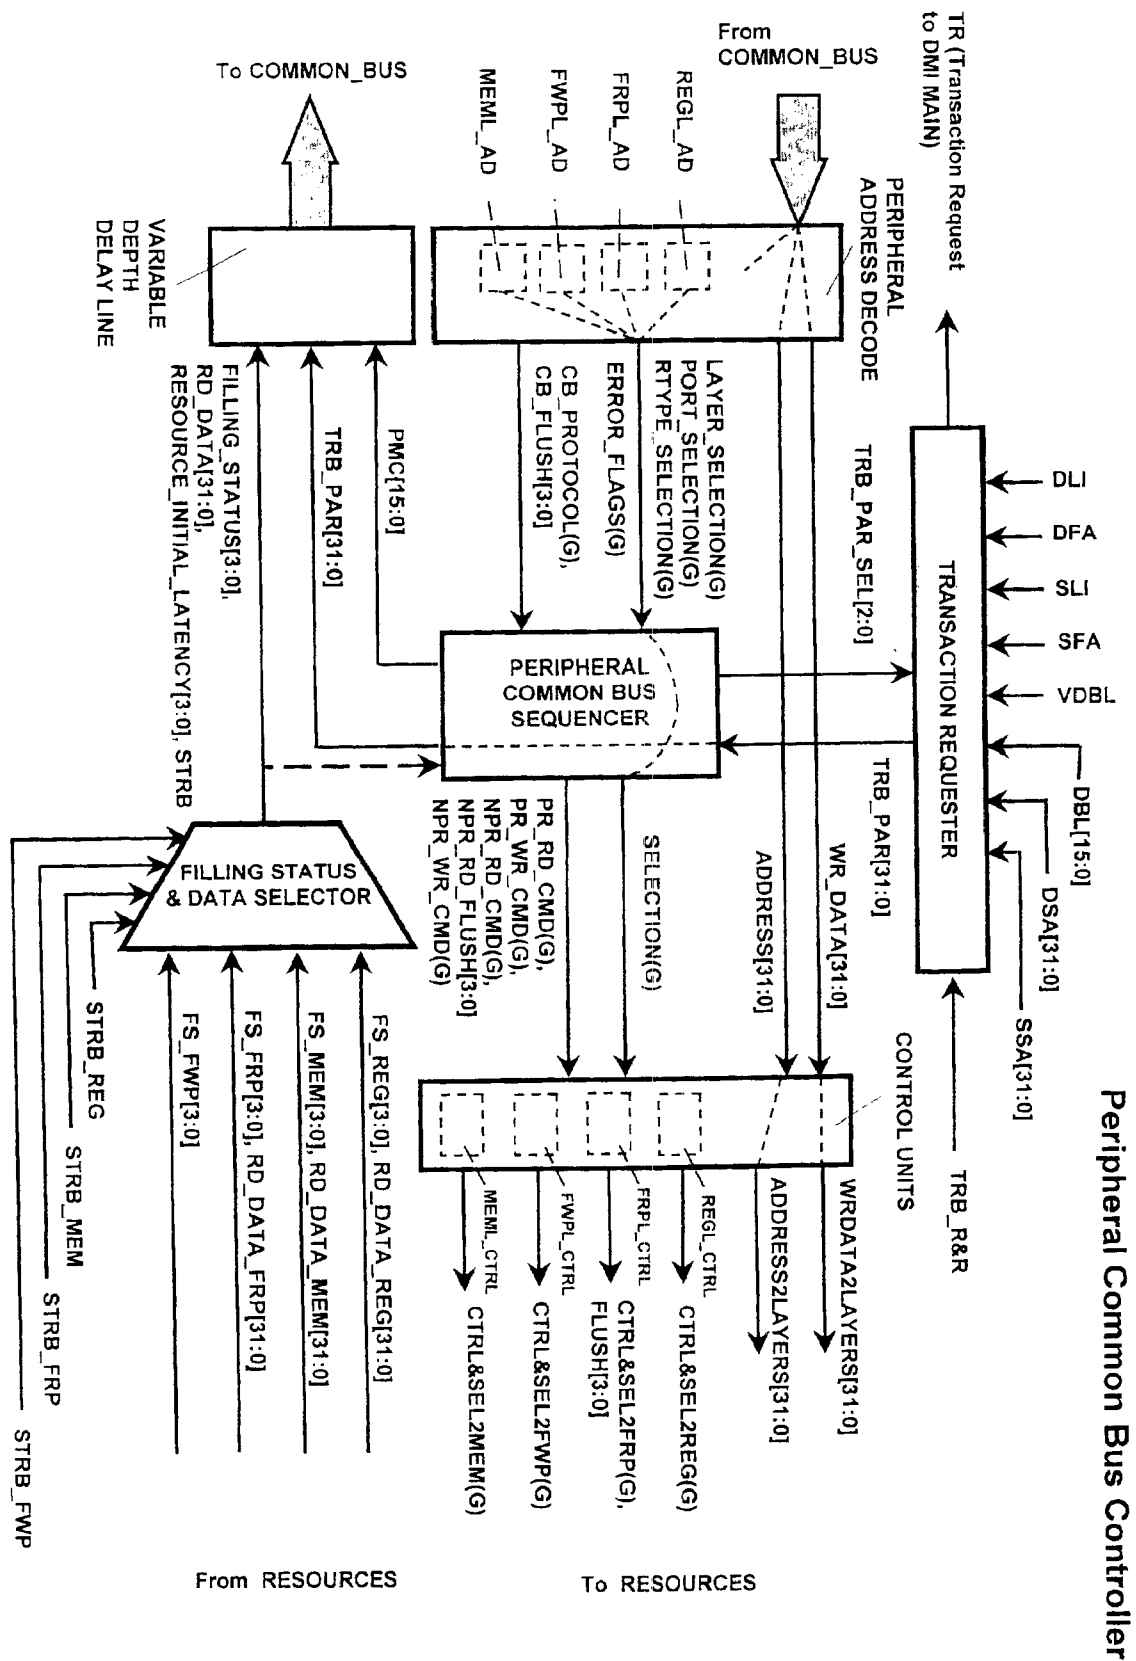 Peripheral Common Bus Controller
TR (Transaction Request
to DMI MAIN)
From
COMMON_BUS
To COMMON_BUS
REGL_AD
FRPL_AD
FWPL_AD
MEML_AD
PERIPHERAL
ADDRESS DECODE
VARIABLE
DEPTH
DELAY LINE
TRANSACTION REQUESTER
DLI
DFA
SLI
SFA
VDBL
DBL[15:0]
DSA[31:0]
SSA[31:0]
TRB_R&R
TRB_PAR_SEL[2:0]
TRB_PAR[31:0]
WR_DATA[31:0]
ADDRESS[31:0]
LAYER_SELECTION(G)
PORT_SELECTION(G)
RTYPE_SELECTION(G)
ERROR_FLAGS(G)
CB_PROTOCOL(G),
CB_FLUSH[3:0]
PMC[15:0]
TRB_PAR[31:0]
FILLING_STATUS[3:0],
RD_DATA[31:0],
RESOURCE_INITIAL_LATENCY[3:0], STRB
PERIPHERAL
COMMON BUS
SEQUENCER
SELECTION(G)
PR_RD_CMD(G),
PR_WR_CMD(G),
NPR_RD_CMD(G),
NPR_RD_FLUSH[3:0]
NPR_WR_CMD(G)
FILLING STATUS
& DATA SELECTOR
STRB_REG
STRB_MEM
STRB_FRP
STRB_FWP
FS_REG[3:0], RD_DATA_REG[31:0]
FS_MEM[3:0], RD_DATA_MEM[31:0]
FS_FRP[3:0], RD_DATA_FRP[31:0]
FS_FWP[3:0]
CONTROL UNITS
REGL_CTRL
FRPL_CTRL
FWPL_CTRL
MEML_CTRL
WRDATA2LAYERS[31:0]
ADDRESS2LAYERS[31:0]
CTRL&SEL2REG(G)
CTRL&SEL2FRP(G),
FLUSH[3:0]
CTRL&SEL2FWP(G)
CTRL&SEL2MEM(G)
From RESOURCES
To RESOURCES